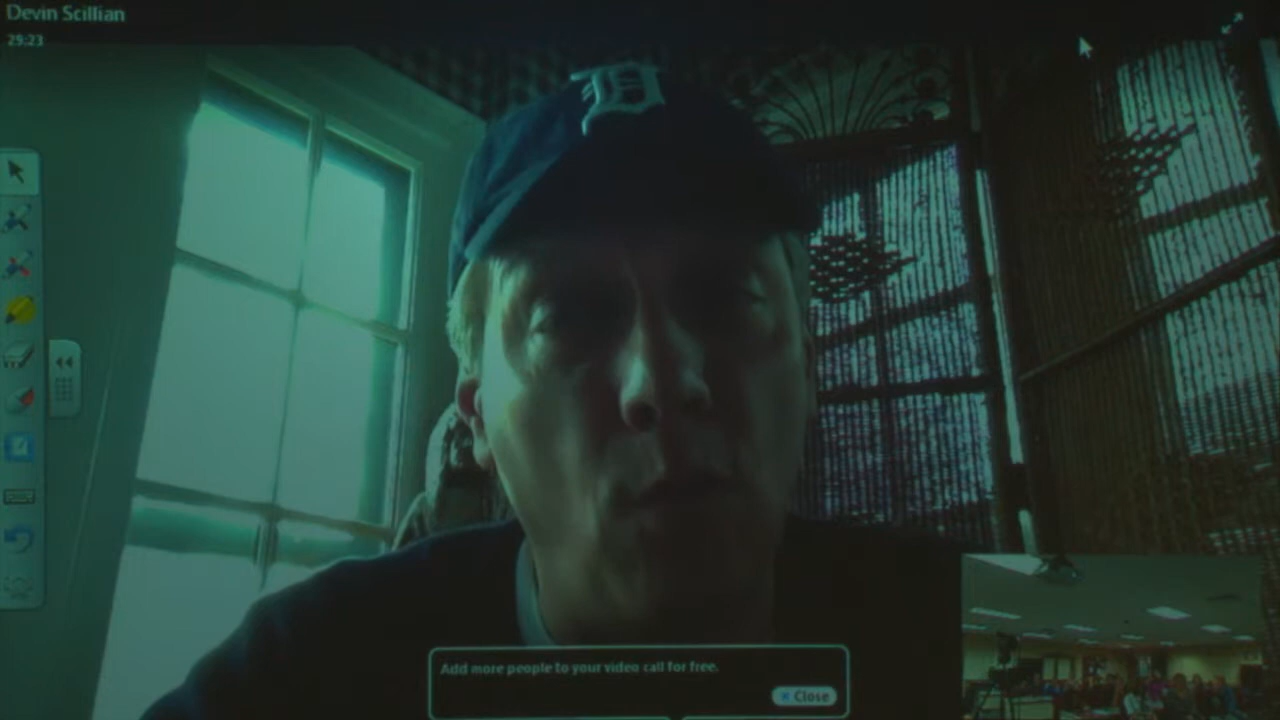 Devin Scillian
29:23
D
Add more people to your video call for free.
Close